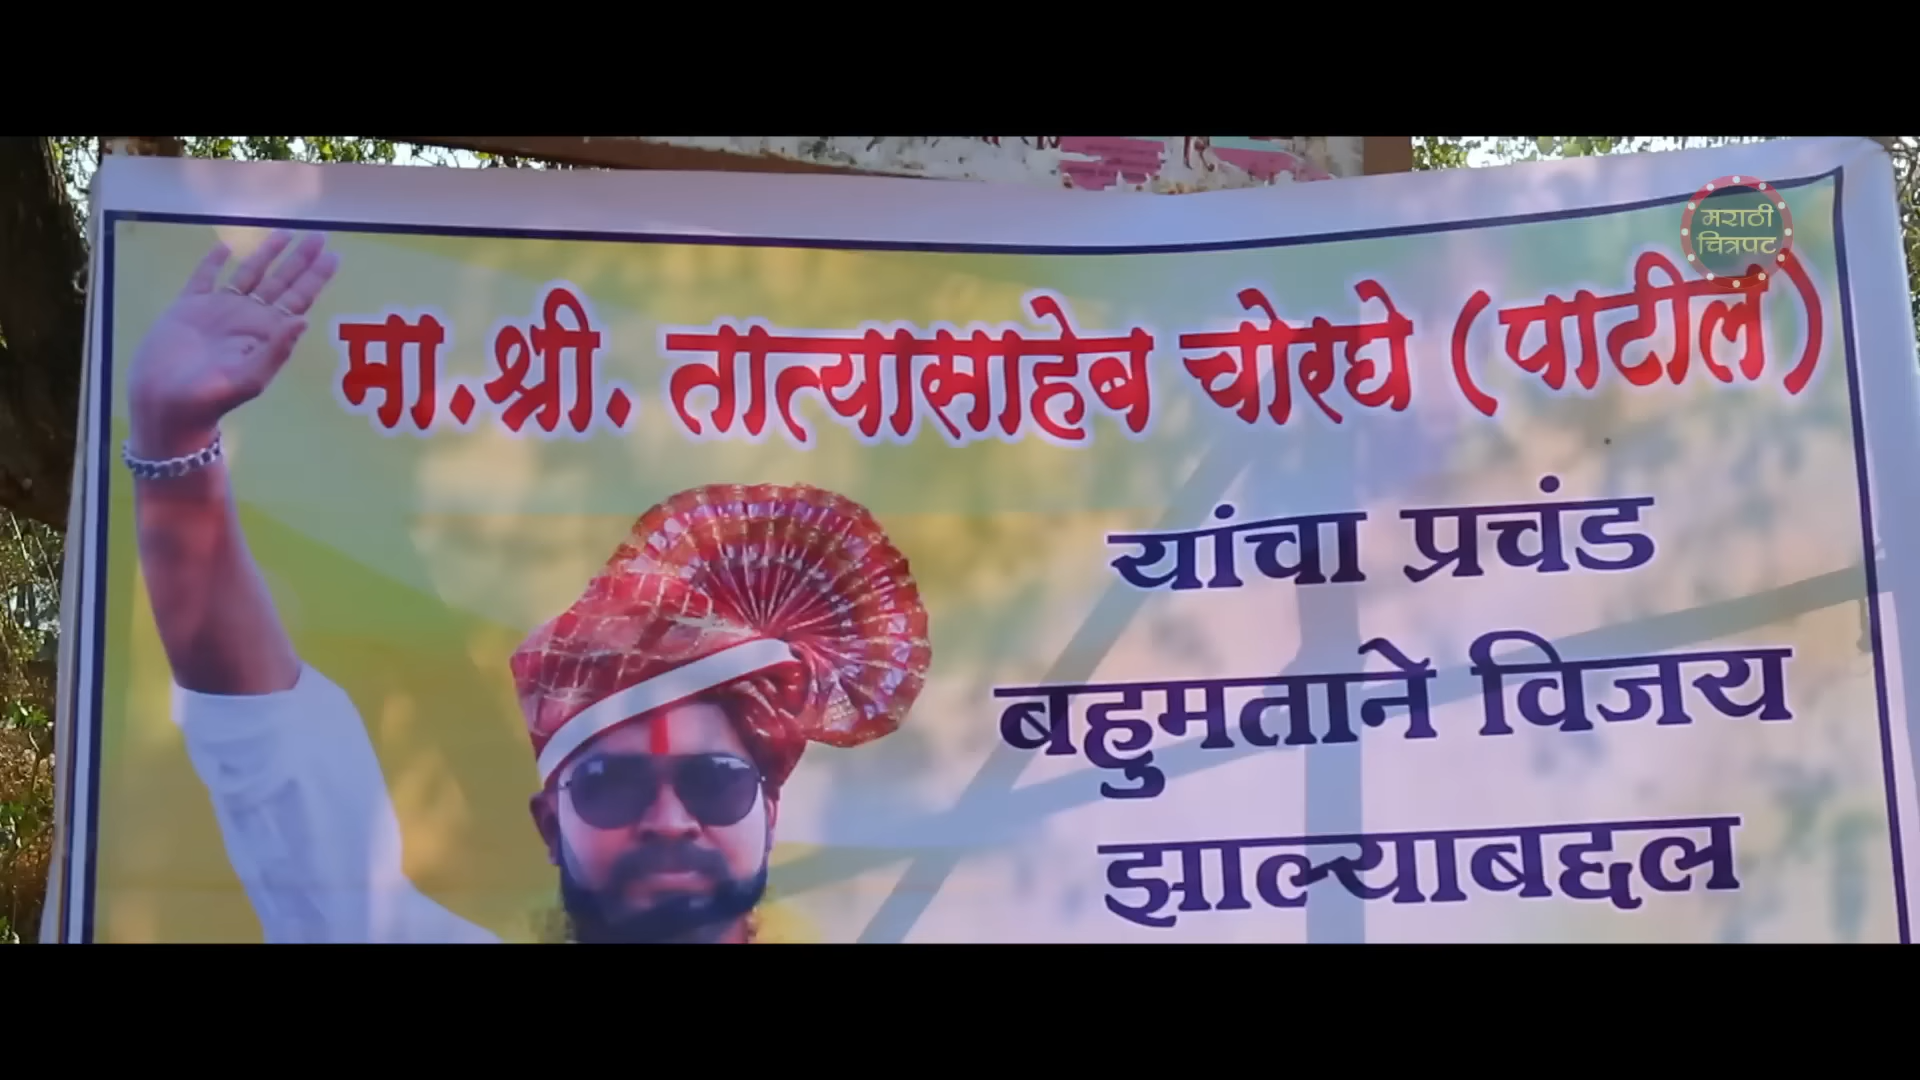 मराठी
चित्रपट
मा.श्री. तात्यासाहेब चोरघे (पाटील)
यांचा प्रचंड
बहुमताने विजय
झाल्याबद्दल